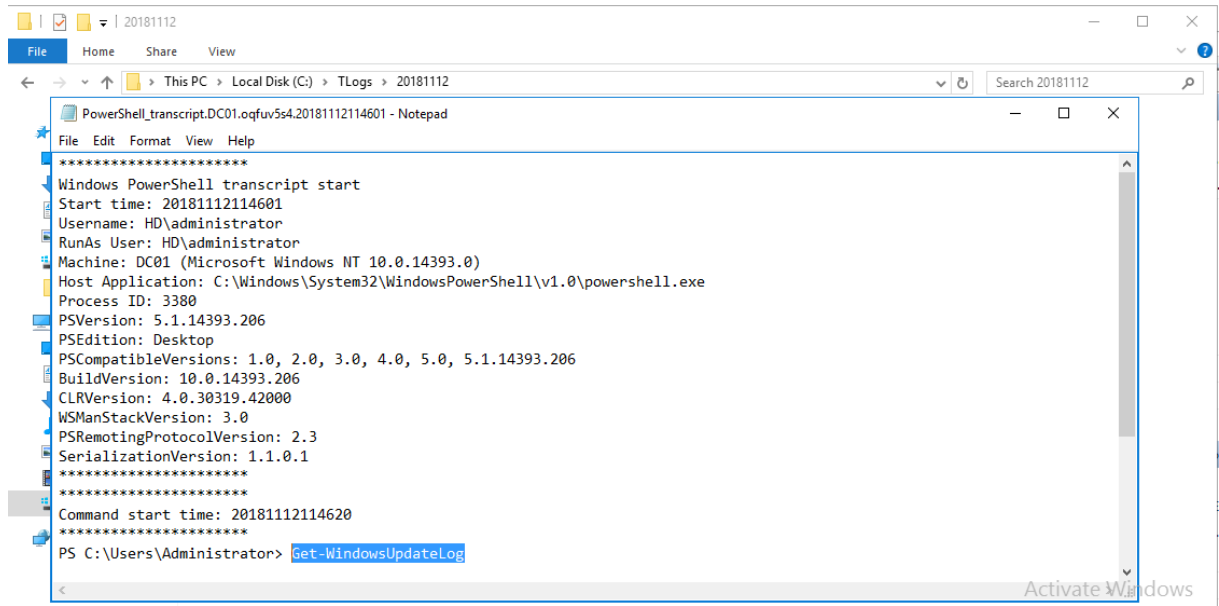 20181112
File Home Share View
This PC > Local Disk (C:) > TLogs > 20181112
Search 20181112
PowerShell_transcript.DC01.oqfuv5s4.20181112114601 - Notepad
File Edit Format View Help
**********************
Windows PowerShell transcript start
Start time: 20181112114601
Username: HD\administrator
RunAs User: HD\administrator
Machine: DC01 (Microsoft Windows NT 10.0.14393.0)
Host Application: C:\Windows\System32\WindowsPowerShell\v1.0\powershell.exe
Process ID: 3380
PSVersion: 5.1.14393.206
PSEdition: Desktop
PSCompatibleVersions: 1.0, 2.0, 3.0, 4.0, 5.0, 5.1.14393.206
BuildVersion: 10.0.14393.206
CLRVersion: 4.0.30319.42000
WSManStackVersion: 3.0
PSRemotingProtocolVersion: 2.3
SerializationVersion: 1.1.0.1
**********************
**********************
Command start time: 20181112114620
**********************
PS C:\Users\Administrator> Get-WindowsUpdateLog
Activate Windows